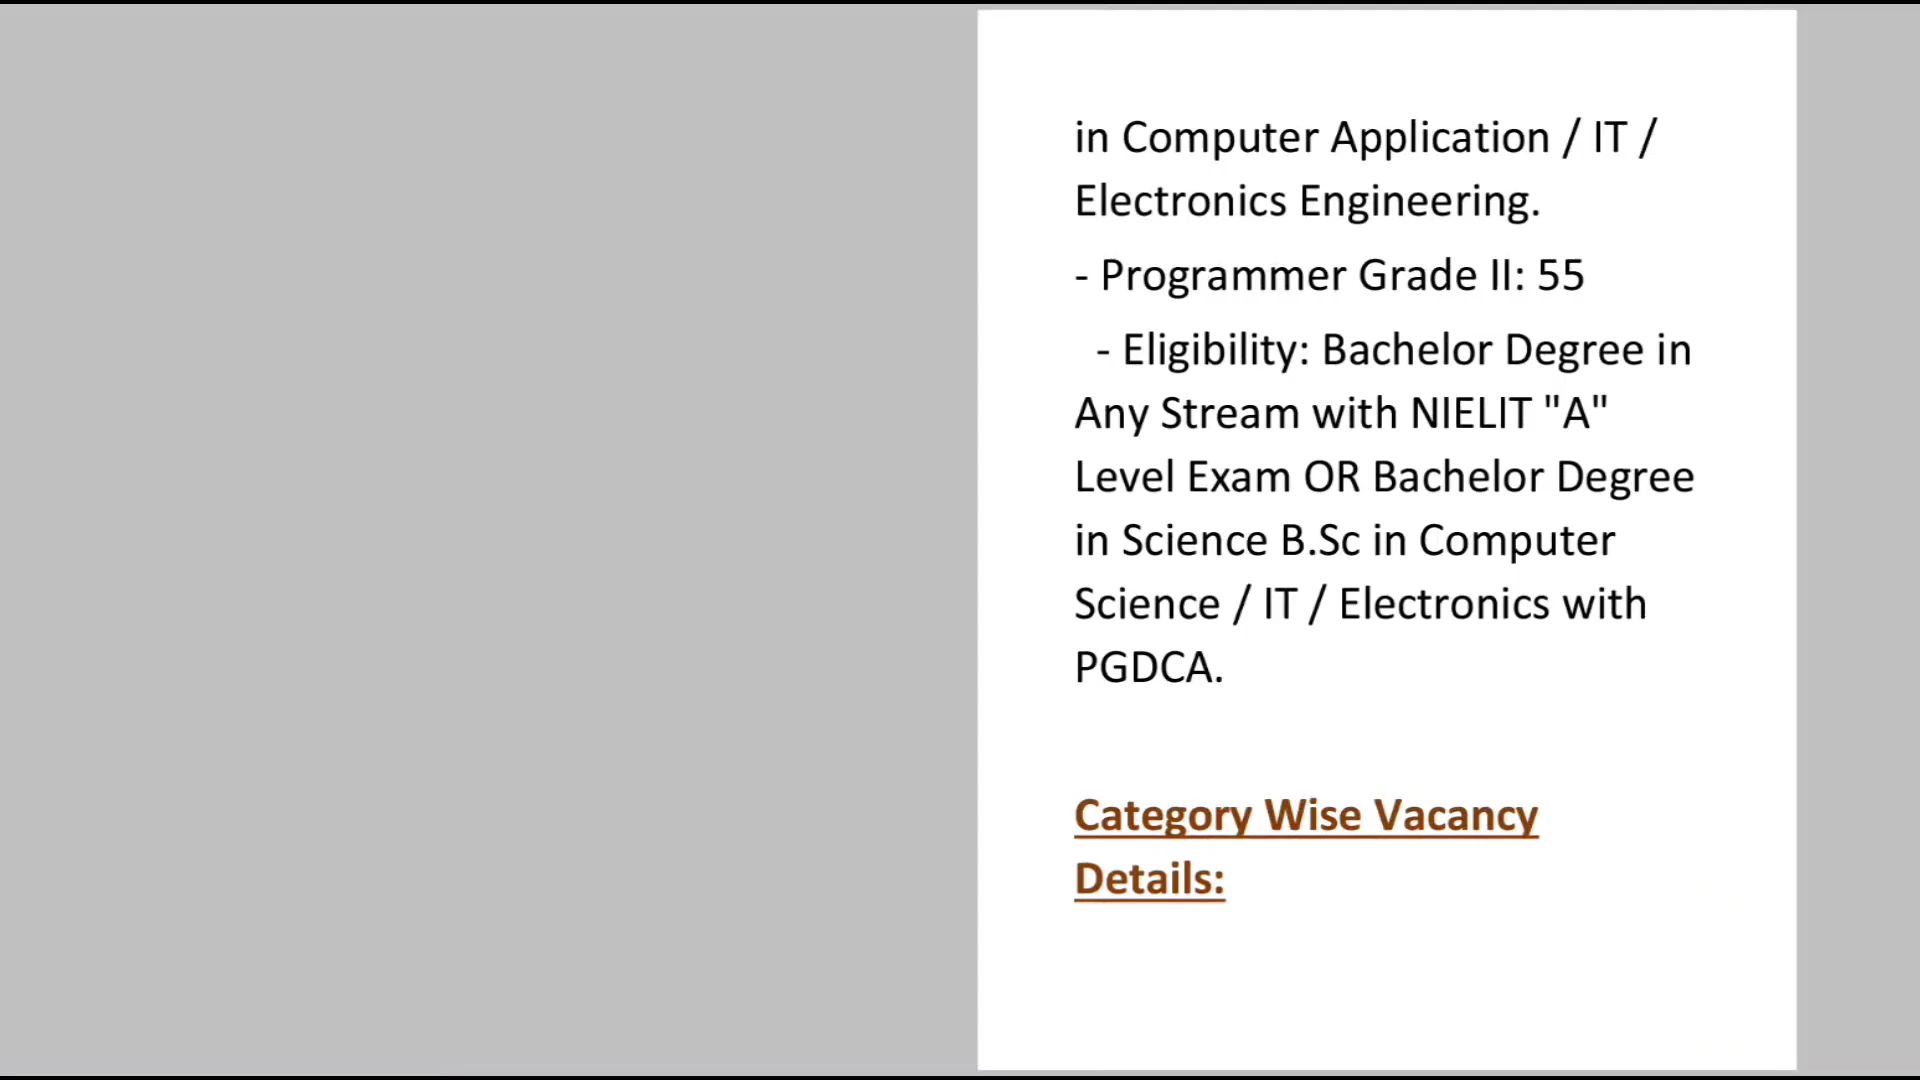 in Computer Application / IT /
Electronics Engineering.
- Programmer Grade II: 55
- Eligibility: Bachelor Degree in
Any Stream with NIELIT "A"
Level Exam OR Bachelor Degree
in Science B.Sc in Computer
Science / IT / Electronics with
PGDCA.
Category Wise Vacancy
Details: